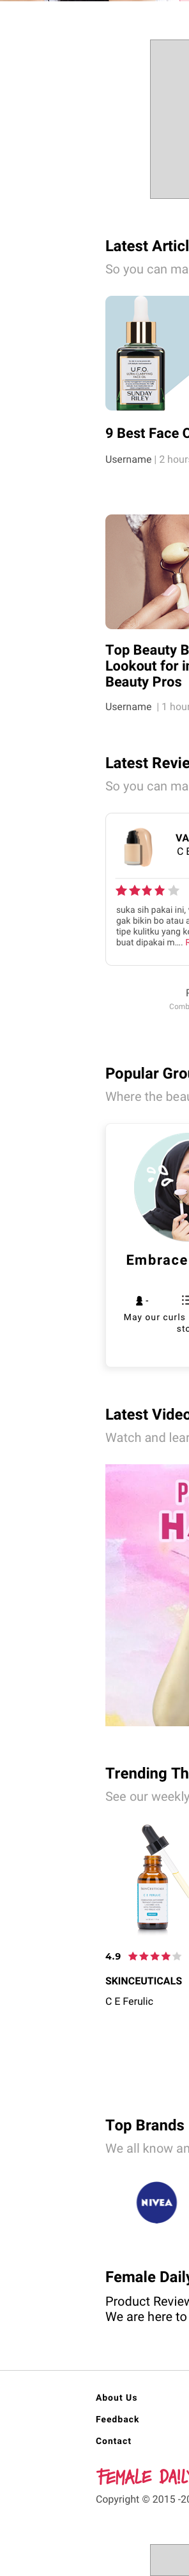 Latest Articl
So you can ma
U.F.O.
SUNDAY
RILEY
9 Best Face
Username | 2 hour
Top Beauty B
Lookout for i
Beauty Pros
Username | 1 hour
Latest Revie
So you can ma
VA
C E
suka sih pakai ini,
gak bikin bo atau a
tipe kulitku yang k
buat dipakai m.... R
Comb
Popular Gro
Where the beau
Embrace
-
May our curls
sto
Latest Video
Watch and lear
P
HA
Trending Th
See our weekly
4.9
SKINCEUTICALS
C E Ferulic
Top Brands
We all know an
NIVEA
Female Daily
Product Review
We are here to
About Us
Feedback
Contact
FEMALE DAILY
Copyright © 2015 -20